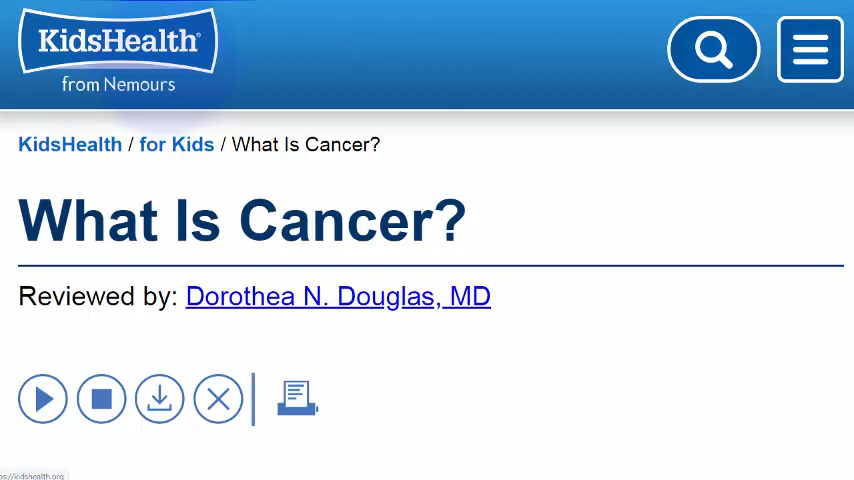 KidsHealth®
from Nemours
KidsHealth / for Kids / What Is Cancer?
What Is Cancer?
Reviewed by: Dorothea N. Douglas, MD
ps://kidshealth.org